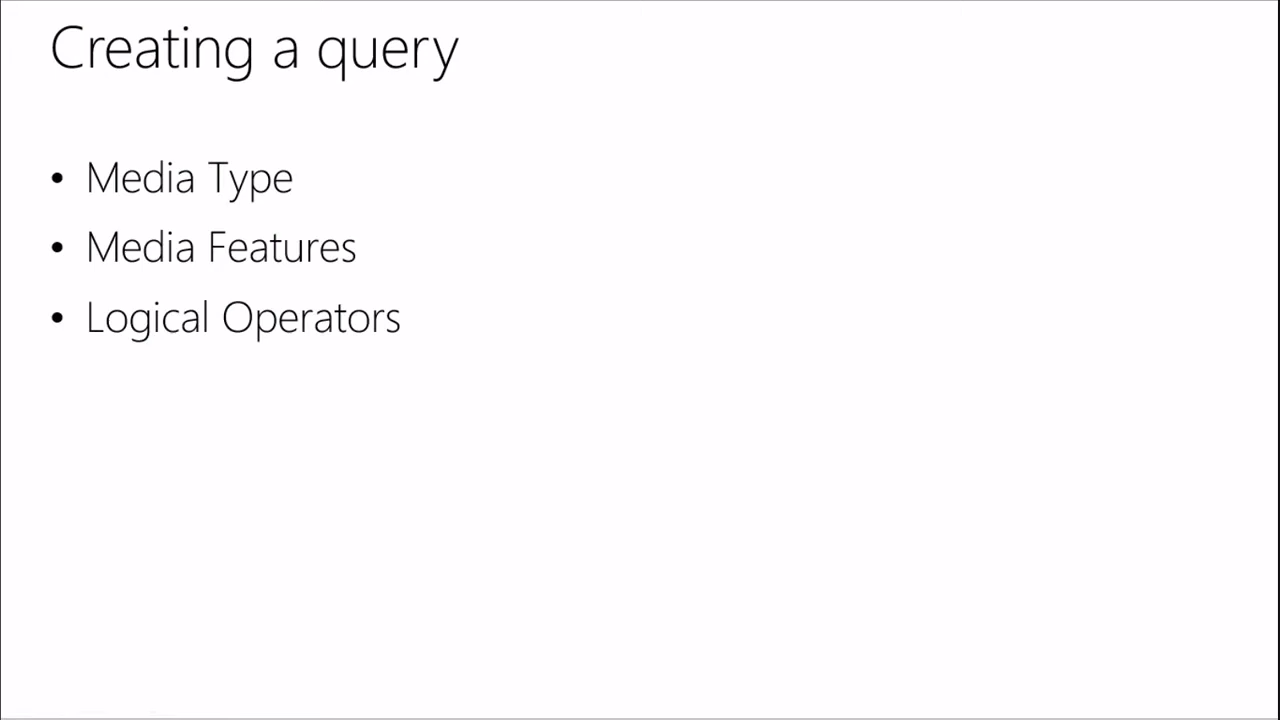 Creating a query
• Media Type
• Media Features
• Logical Operators